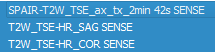 SPAIR-T2W_TSE_ax_tx_2min 42s SENSE
T2W_TSE-HR_SAG SENSE
T2W_TSE-HR_COR SENSE